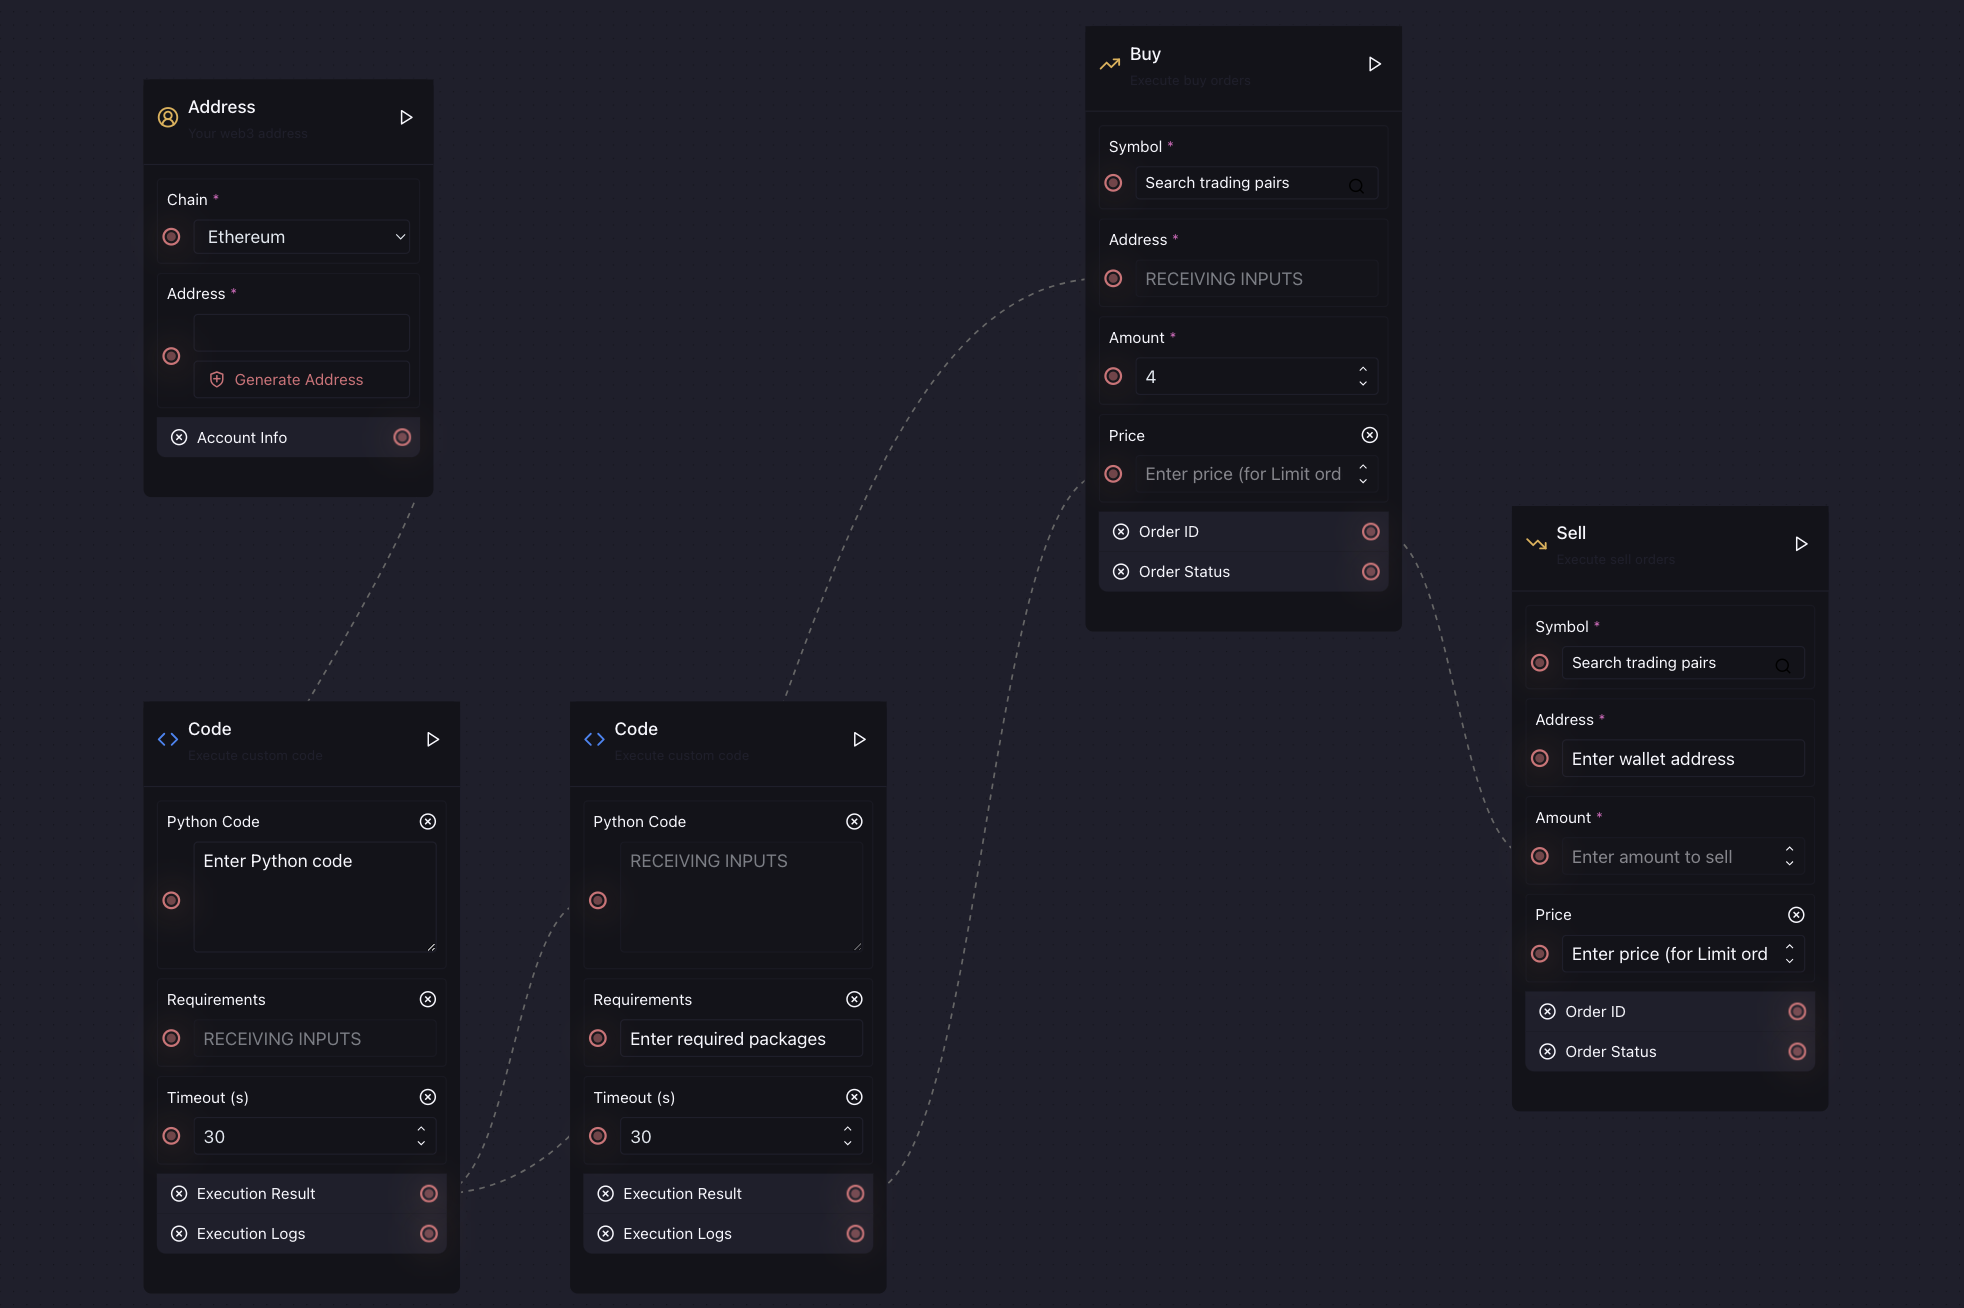 Address
Your web3 address
Chain *
Ethereum
Address *
Generate Address
Account Info
Code
Execute custom code
Python Code
Enter Python code
Requirements
RECEIVING INPUTS
Timeout (s)
30
Execution Result
Execution Logs
Code
Execute custom code
Python Code
RECEIVING INPUTS
Requirements
Enter required packages
Timeout (s)
30
Execution Result
Execution Logs
Buy
Execute buy orders
Symbol *
Search trading pairs
Address *
RECEIVING INPUTS
Amount *
4
Price
Enter price (for Limit ord
Order ID
Order Status
Sell
Execute sell orders
Symbol *
Search trading pairs
Address *
Enter wallet address
Amount *
Enter amount to sell
Price
Enter price (for Limit ord
Order ID
Order Status